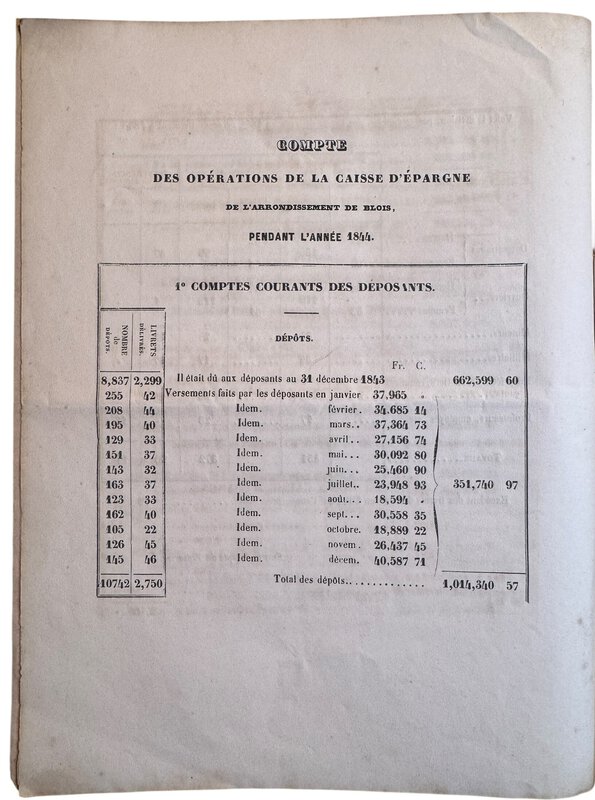 COMPTE
DES OPÉRATIONS DE LA CAISSE D'ÉPARGNE
DE L'ARRONDISSEMENT DE BLOIS,
PENDANT L'ANNÉE 1844.
1º COMPTES COURANTS DES DÉPOSANTS.
NOMBRE de DÉPOTS. LIVRETS DÉLIVRÉS.
DÉPÔTS.
Fr. C.
8,837 2,299 Il était dû aux déposants au 31 décembre 1843 662,599 60
255 42 Versements faits par les déposants en janvier 37,965 »
208 44 Idem. février. 34.685 14
195 40 Idem. mars.. 37,364 73
129 33 Idem. avril.. 27,156 74
151 37 Idem. mai... 30,092 80
143 32 Idem. juin... 25,460 90
163 37 Idem. juillet.. 23,948 93 351,740 97
123 33 Idem. août... 18,594 »
162 40 Idem. sept... 30,558 35
105 22 Idem. octobre. 18,889 22
126 45 Idem. novem. 26,437 45
145 46 Idem. décem. 40,587 71
10742 2,750 Total des dépôts.............. 1,014,340 57